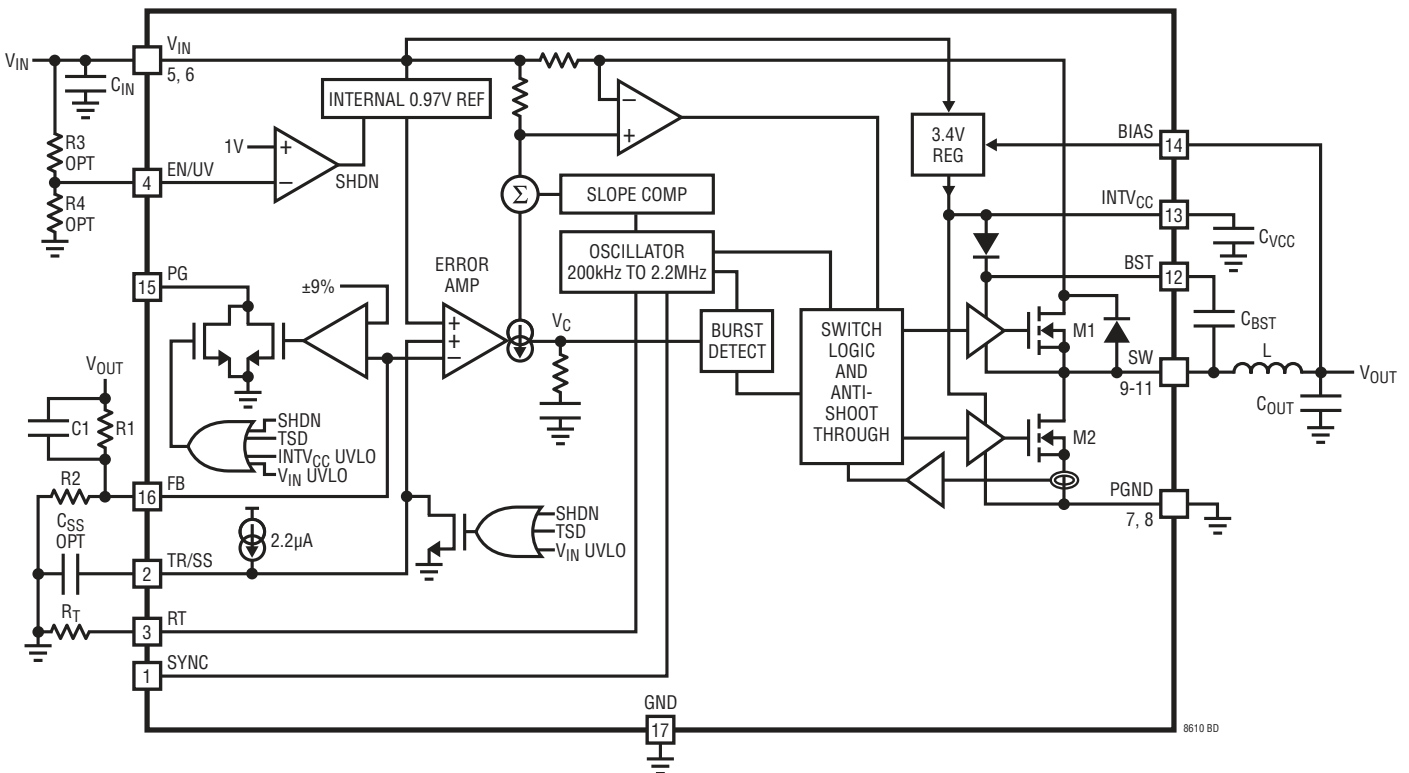 VIN
VIN
5, 6
CIN
R3
OPT
R4
OPT
4
EN/UV
1V
+
–
SHDN
INTERNAL 0.97V REF
–
+
Σ
SLOPE COMP
OSCILLATOR
200kHz TO 2.2MHz
3.4V
REG
BIAS
14
INTVCC
13
CVCC
BST
12
CBST
M1
SW
9-11
L
VOUT
COUT
M2
PGND
7, 8
15
PG
±9%
ERROR
AMP
+
+
–
VC
BURST
DETECT
SWITCH
LOGIC
AND
ANTI-
SHOOT
THROUGH
VOUT
C1
R1
SHDN
TSD
INTVCC UVLO
VIN UVLO
R2
16
FB
CSS
OPT
2.2µA
SHDN
TSD
VIN UVLO
2
TR/SS
RT
3
RT
1
SYNC
GND
17
8610 BD